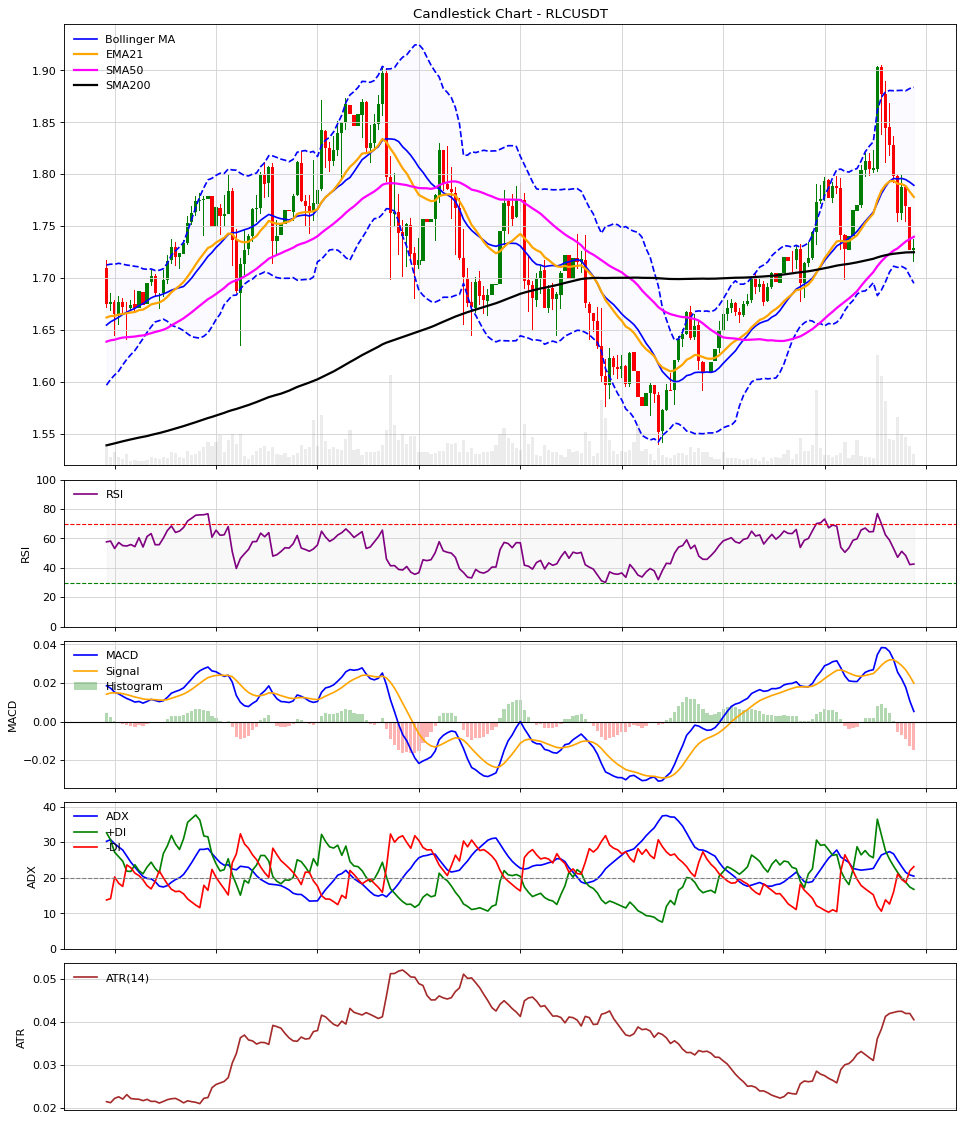 Candlestick Chart - RLCUSDT
Bollinger MA
EMA21
SMA50
SMA200
1.90
1.85
1.80
1.75
1.70
1.65
1.60
1.55
RSI
RSI
100
80
60
40
20
0
MACD
MACD
Signal
Histogram
0.04
0.02
0.00
−0.02
ADX
ADX
+DI
-DI
40
30
20
10
0
ATR
ATR(14)
0.05
0.04
0.03
0.02